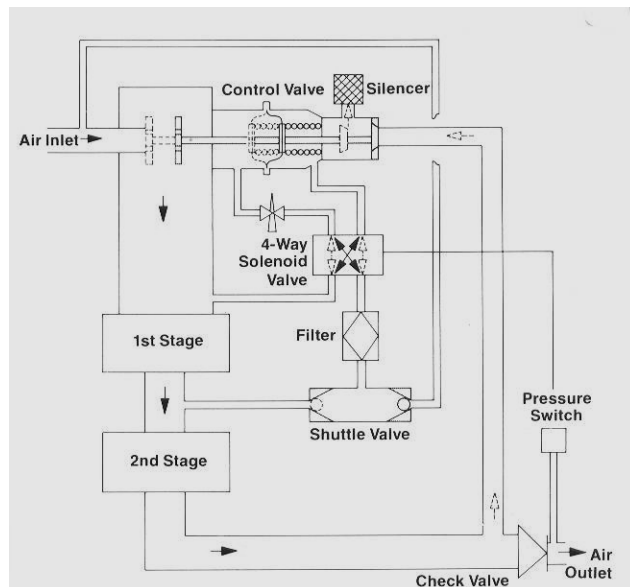 Control Valve
Silencer
Air Inlet
4-Way
Solenoid
Valve
1st Stage
Filter
Pressure
Switch
Shuttle Valve
2nd Stage
Air
Outlet
Check Valve